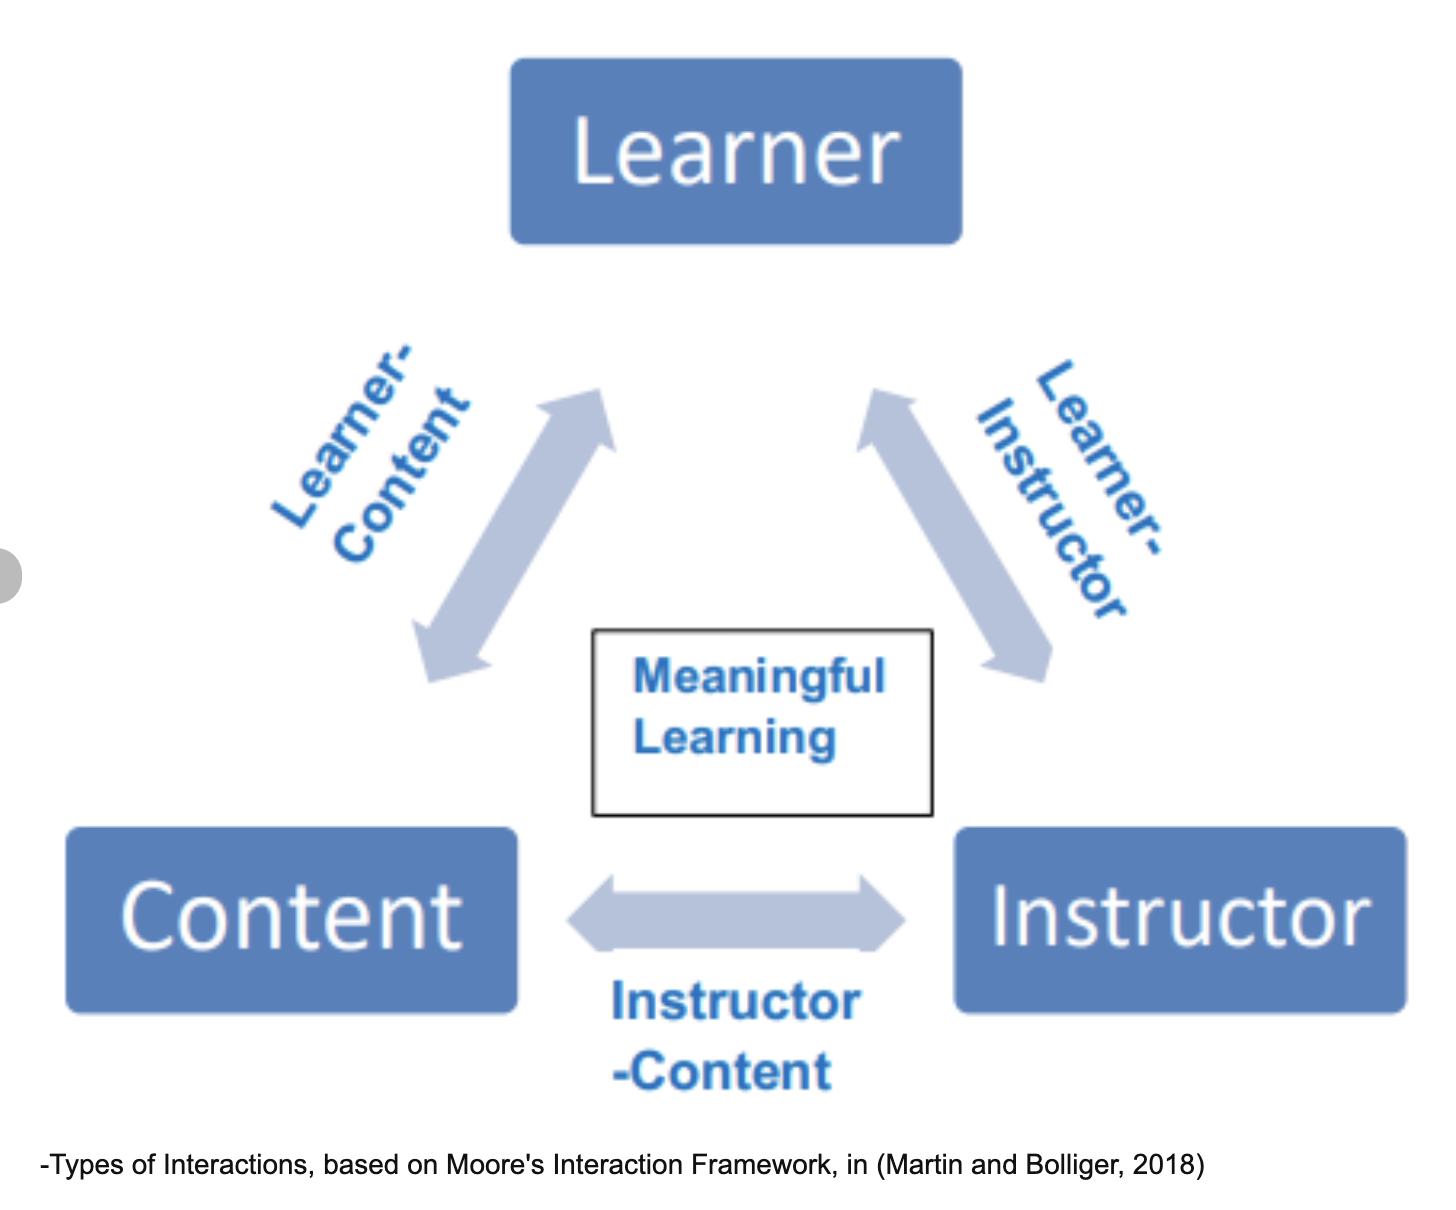 Learner
Learner-
Content
Learner-
Instructor
Meaningful
Learning
Content
Instructor
Instructor
-Content
-Types of Interactions, based on Moore's Interaction Framework, in (Martin and Bolliger, 2018)